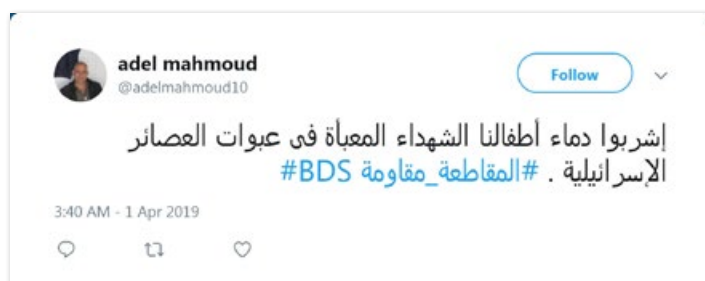 adel mahmoud
@adelmahmoud10
Follow
إشربوا دماء أطفالنا الشهداء المعبأة فى عبوات العصائر
الإسرائيلية . #المقاطعة_مقاومة BDS#
3:40 AM - 1 Apr 2019